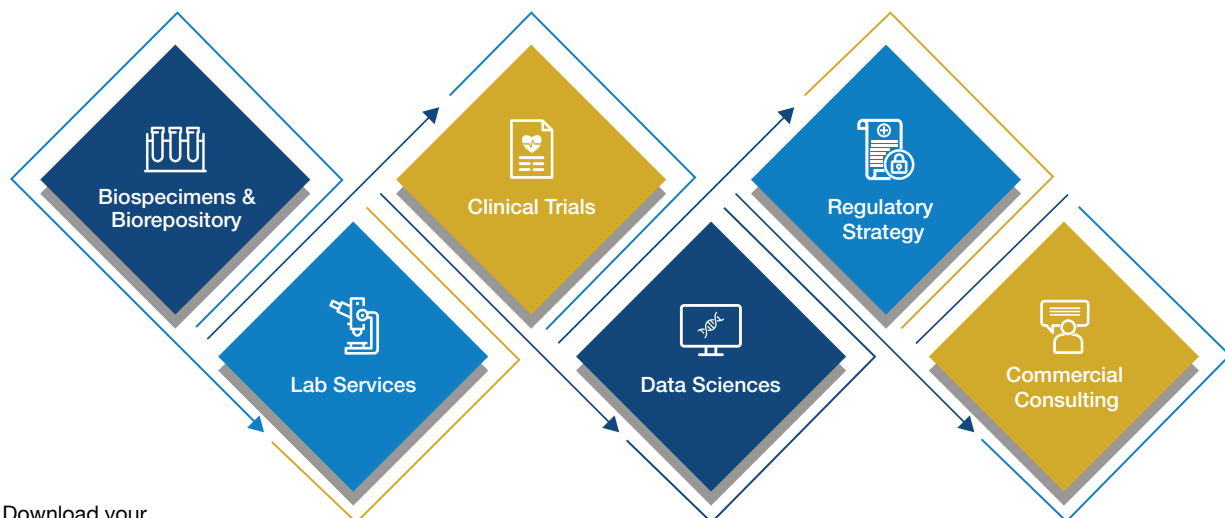 Biospecimens &
Biorepository
Lab Services
Clinical Trials
Data Sciences
Regulatory
Strategy
Commercial
Consulting
Download your